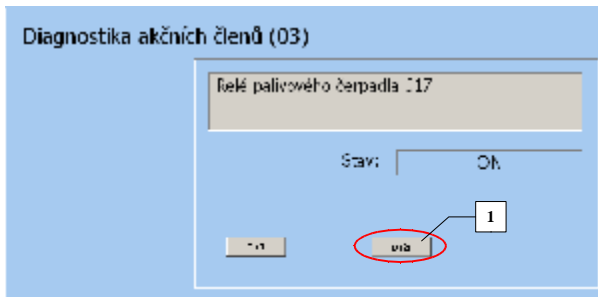 Diagnostika akčních členů (03)
Relé palivového čerpadla J17
Stav: ON
1